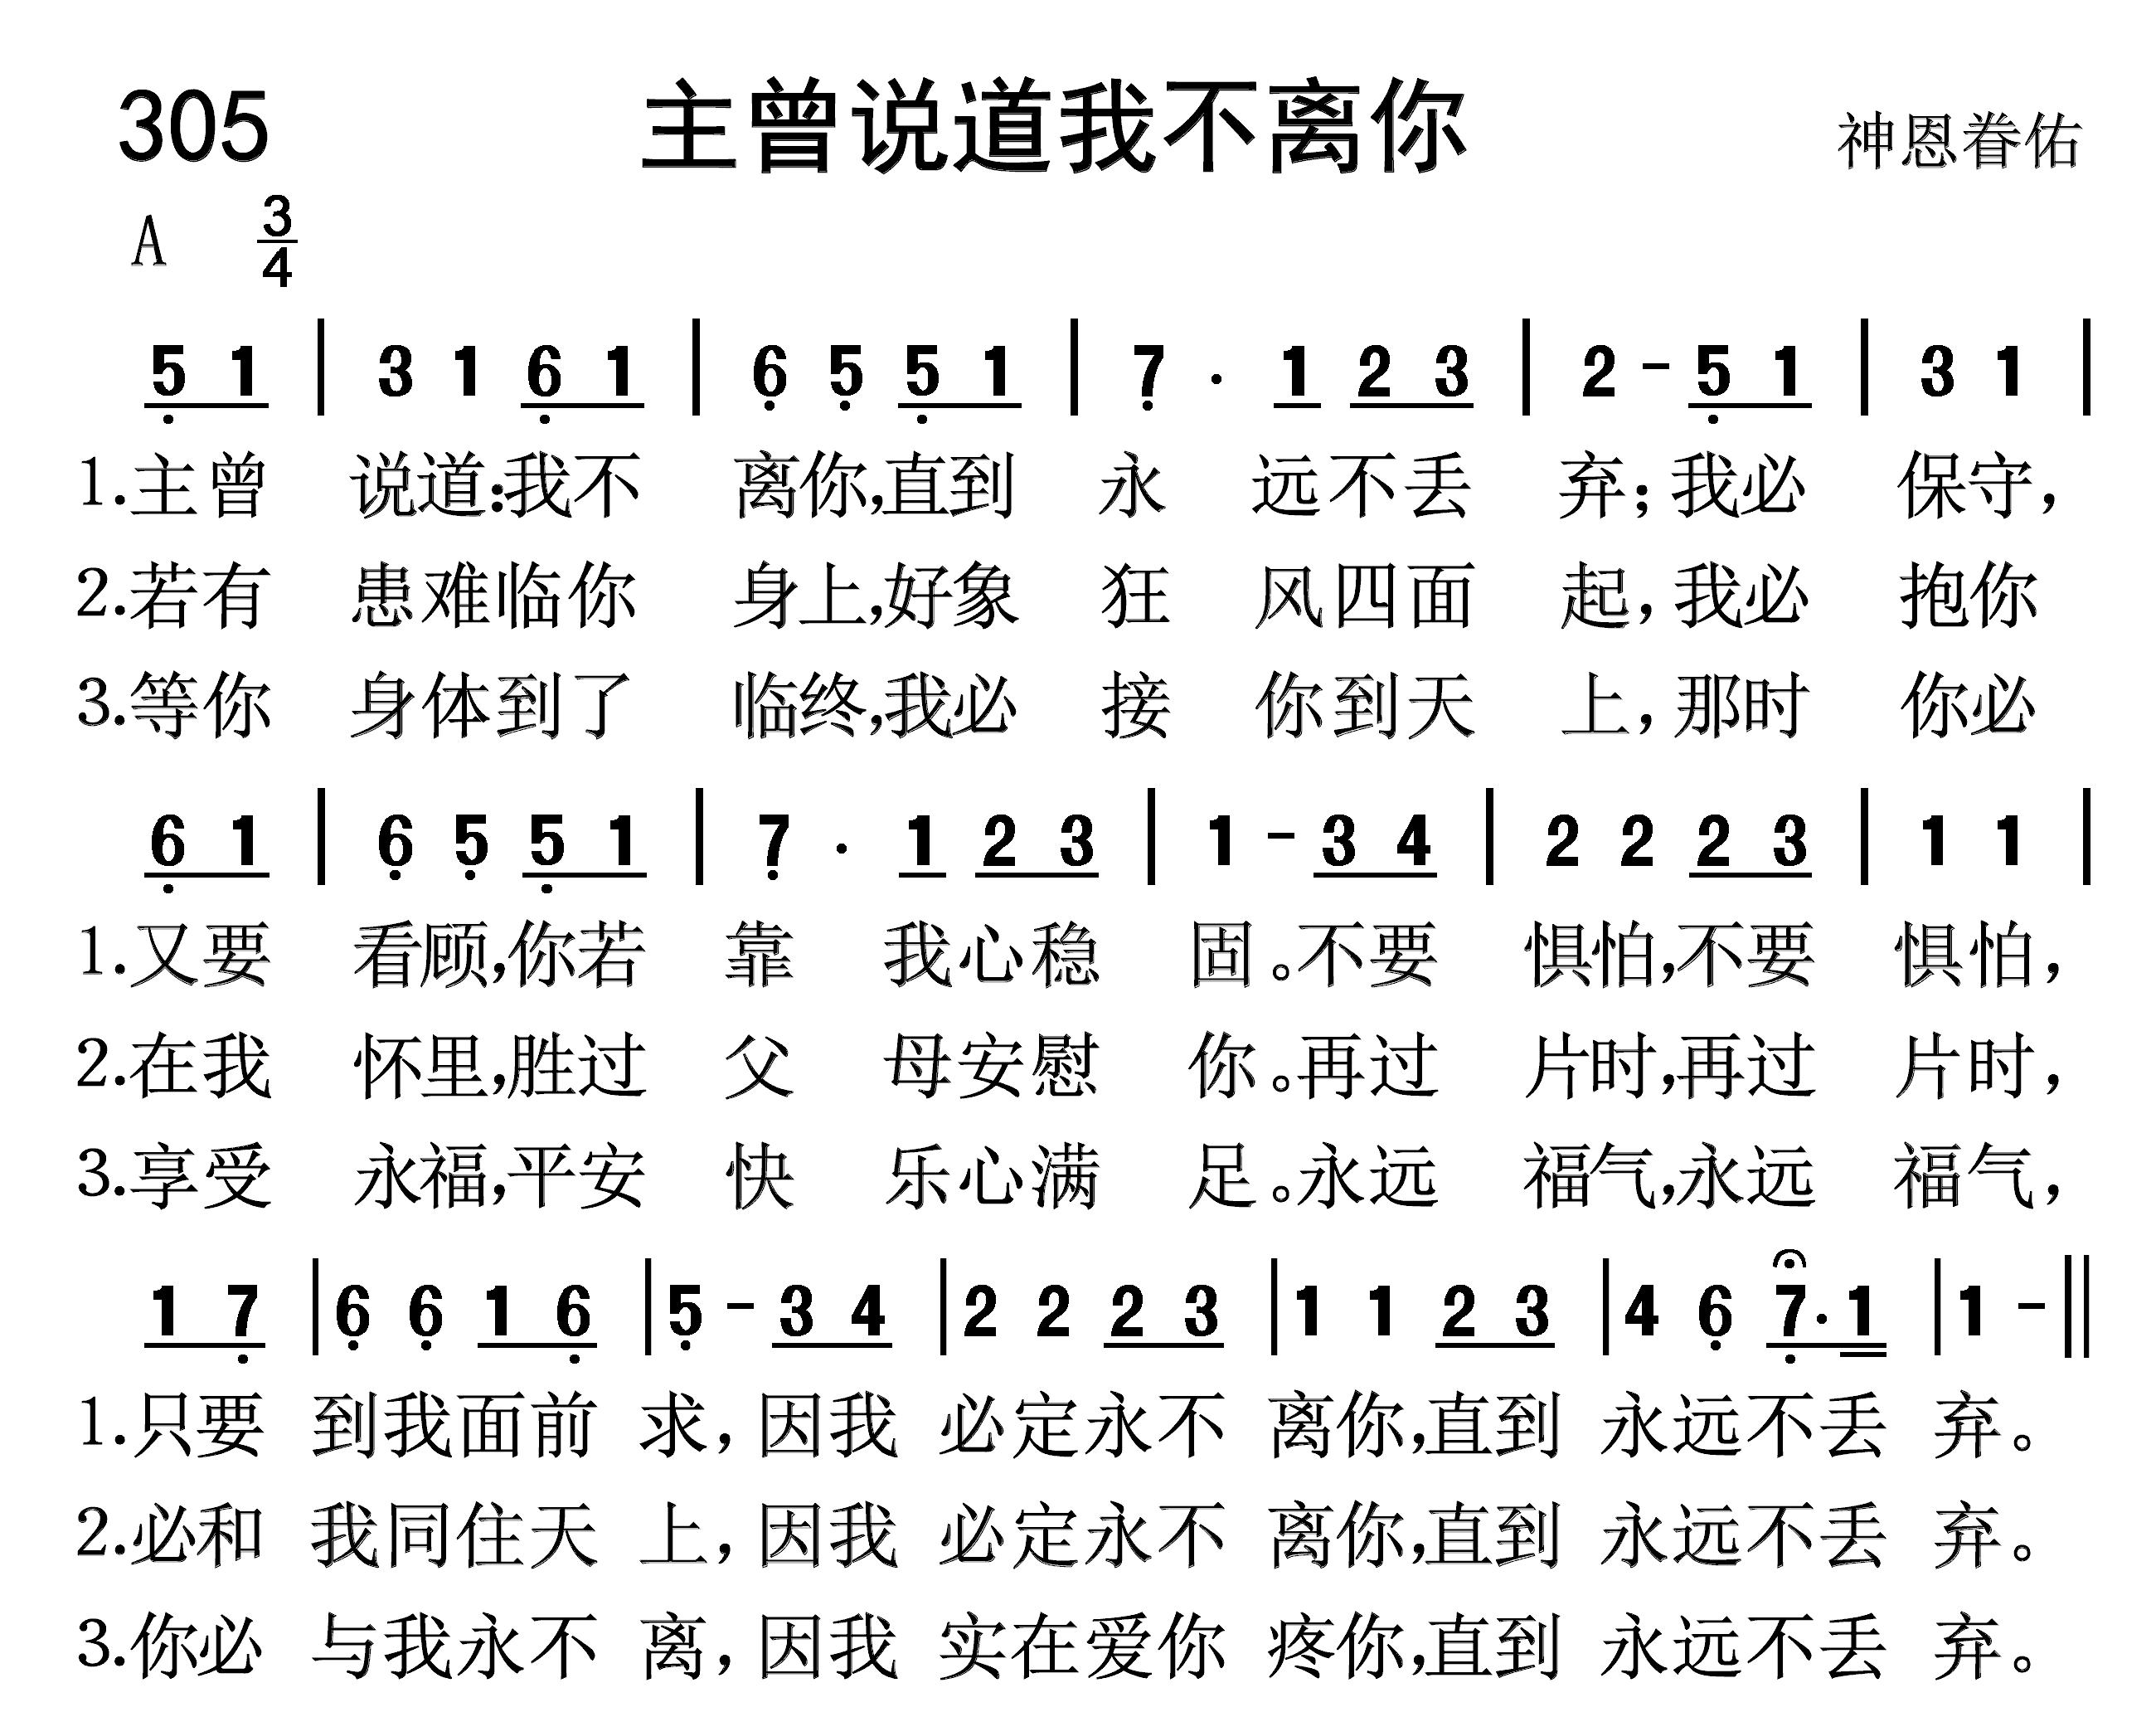 305 主曾说道我不离你 神恩眷佑
A 3/4
5̣ 1 | 3 1 6̣ 1 | 6̣ 5̣ 5̣ 1 | 7̣ · 1 2 3 | 2 - 5̣ 1 | 3 1 |
1.主曾 说道:我不 离你,直到 永 远不丢 弃;我必 保守,
2.若有 患难临你 身上,好象 狂 风四面 起,我必 抱你
3.等你 身体到了 临终,我必 接 你到天 上,那时 你必
6̣ 1 | 6̣ 5̣ 5̣ 1 | 7̣ · 1 2 3 | 1 - 3 4 | 2 2 2 3 | 1 1 |
1.又要 看顾,你若 靠 我心稳 固。不要 惧怕,不要 惧怕,
2.在我 怀里,胜过 父 母安慰 你。再过 片时,再过 片时,
3.享受 永福,平安 快 乐心满 足。永远 福气,永远 福气,
1 7̣ | 6̣ 6̣ 1 6̣ | 5̣ - 3 4 | 2 2 2 3 | 1 1 2 3 | 4 6̣ 7̣·1 | 1 - ||
1.只要 到我面前 求,因我 必定永不 离你,直到 永远不丢 弃。
2.必和 我同住天 上,因我 必定永不 离你,直到 永远不丢 弃。
3.你必 与我永不 离,因我 实在爱你 疼你,直到 永远不丢 弃。